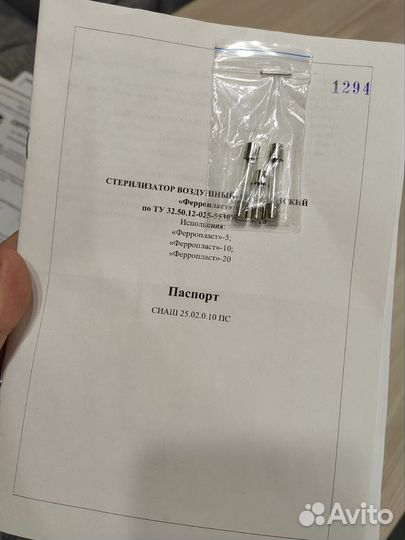 1294
СТЕРИЛИЗАТОР ВОЗДУШНЫЙ
«Ферропласт»
по ТУ 32.50.12-025-
Исполнения:
«Ферропласт»-5;
«Ферропласт»-10;
«Ферропласт»-20
Паспорт
СИАШ 25.02.0.10 ПС
Avito